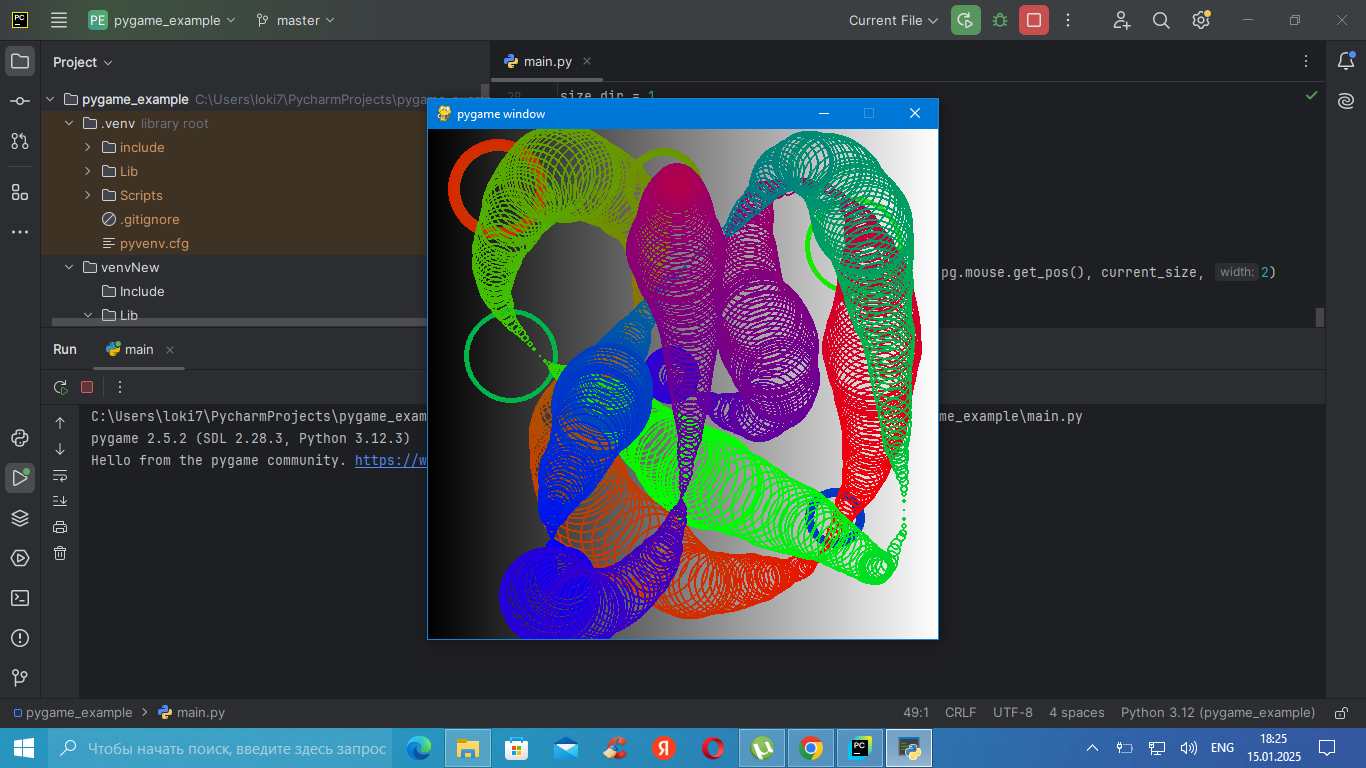 PE pygame_example master Current File
Project main.py
20 size_dir = 1
pygame_example C:\Users\loki7\PycharmProjects\pygame_exam
pygame window
.venv library root
include
Lib
Scripts
.gitignore
pyvenv.cfg
venvNew
pg.mouse.get_pos(), current_size, width: 2)
Include
Lib
Run main
C:\Users\loki7\PycharmProjects\pygame_exam me_example\main.py
pygame 2.5.2 (SDL 2.28.3, Python 3.12.3)
Hello from the pygame community. https://w
pygame_example > main.py 49:1 CRLF UTF-8 4 spaces Python 3.12 (pygame_example)
Чтобы начать поиск, введите здесь запрос
ENG
18:25
15.01.2025